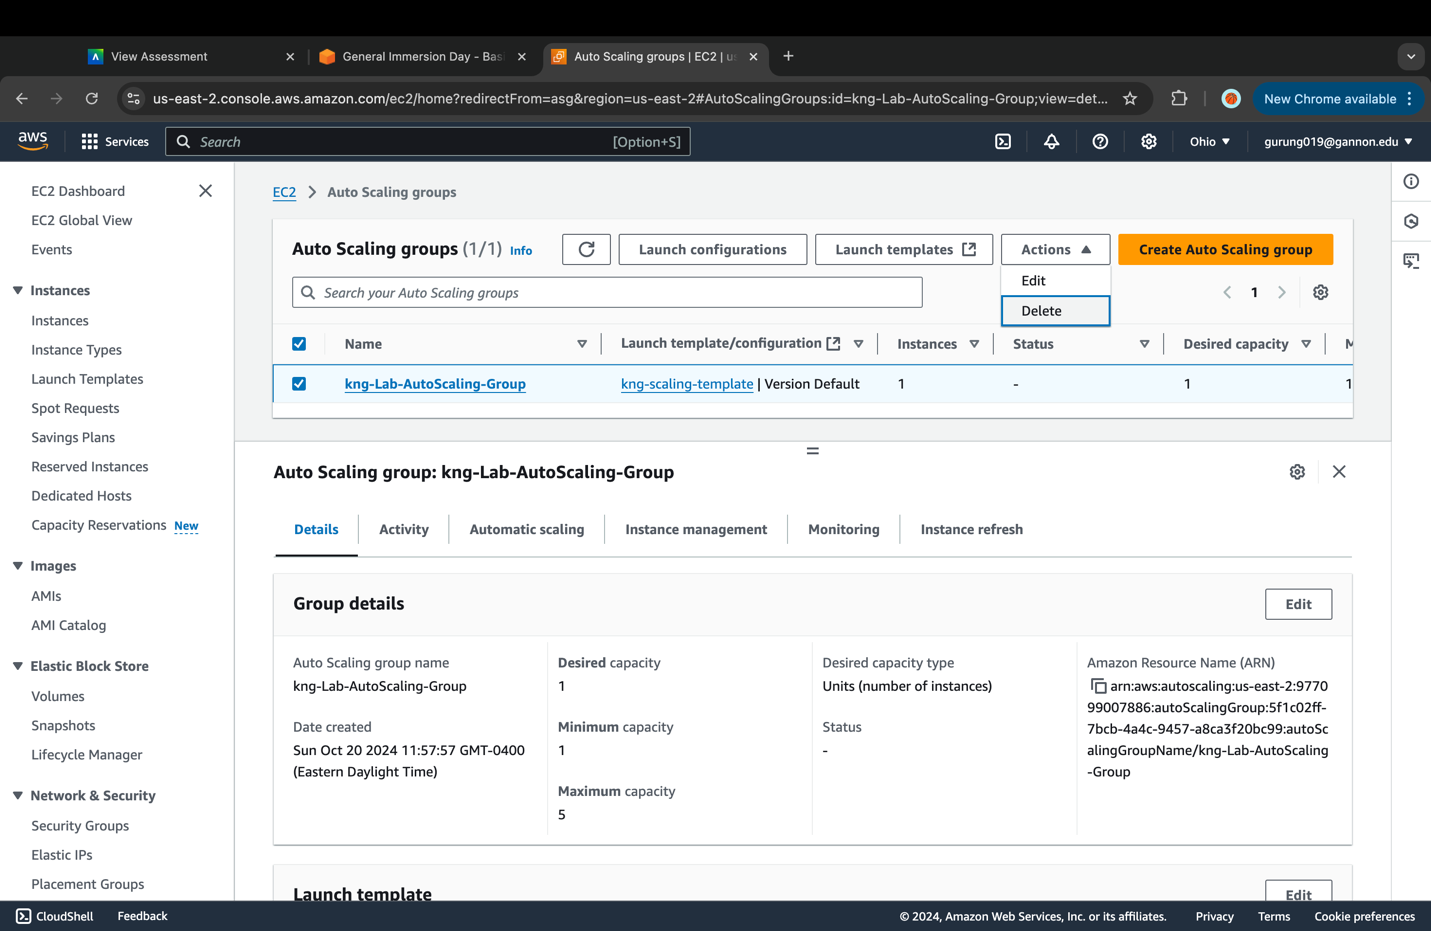 View Assessment
General Immersion Day - Bas
Auto Scaling groups | EC2 | us
us-east-2.console.aws.amazon.com/ec2/home?redirectFrom=asg&region=us-east-2#AutoScalingGroups:id=kng-Lab-AutoScaling-Group;view=det...
New Chrome available
aws
Services
Search
[Option+S]
Ohio
gurung019@gannon.edu
EC2 Dashboard
EC2 Global View
Events
Instances
Instances
Instance Types
Launch Templates
Spot Requests
Savings Plans
Reserved Instances
Dedicated Hosts
Capacity Reservations New
Images
AMIs
AMI Catalog
Elastic Block Store
Volumes
Snapshots
Lifecycle Manager
Network & Security
Security Groups
Elastic IPs
Placement Groups
EC2 > Auto Scaling groups
Auto Scaling groups (1/1) Info
Launch configurations
Launch templates
Actions
Create Auto Scaling group
Edit
Delete
Search your Auto Scaling groups
1
Name
Launch template/configuration
Instances
Status
Desired capacity
M
kng-Lab-AutoScaling-Group
kng-scaling-template | Version Default
1
-
1
1
Auto Scaling group: kng-Lab-AutoScaling-Group
Details
Activity
Automatic scaling
Instance management
Monitoring
Instance refresh
Group details
Edit
Auto Scaling group name
kng-Lab-AutoScaling-Group
Date created
Sun Oct 20 2024 11:57:57 GMT-0400
(Eastern Daylight Time)
Desired capacity
1
Minimum capacity
1
Maximum capacity
5
Desired capacity type
Units (number of instances)
Status
-
Amazon Resource Name (ARN)
arn:aws:autoscaling:us-east-2:9770
99007886:autoScalingGroup:5f1c02ff-
7bcb-4a4c-9457-a8ca3f20bc99:autoSc
alingGroupName/kng-Lab-AutoScaling
-Group
Launch template
Edit
CloudShell
Feedback
© 2024, Amazon Web Services, Inc. or its affiliates.
Privacy
Terms
Cookie preferences